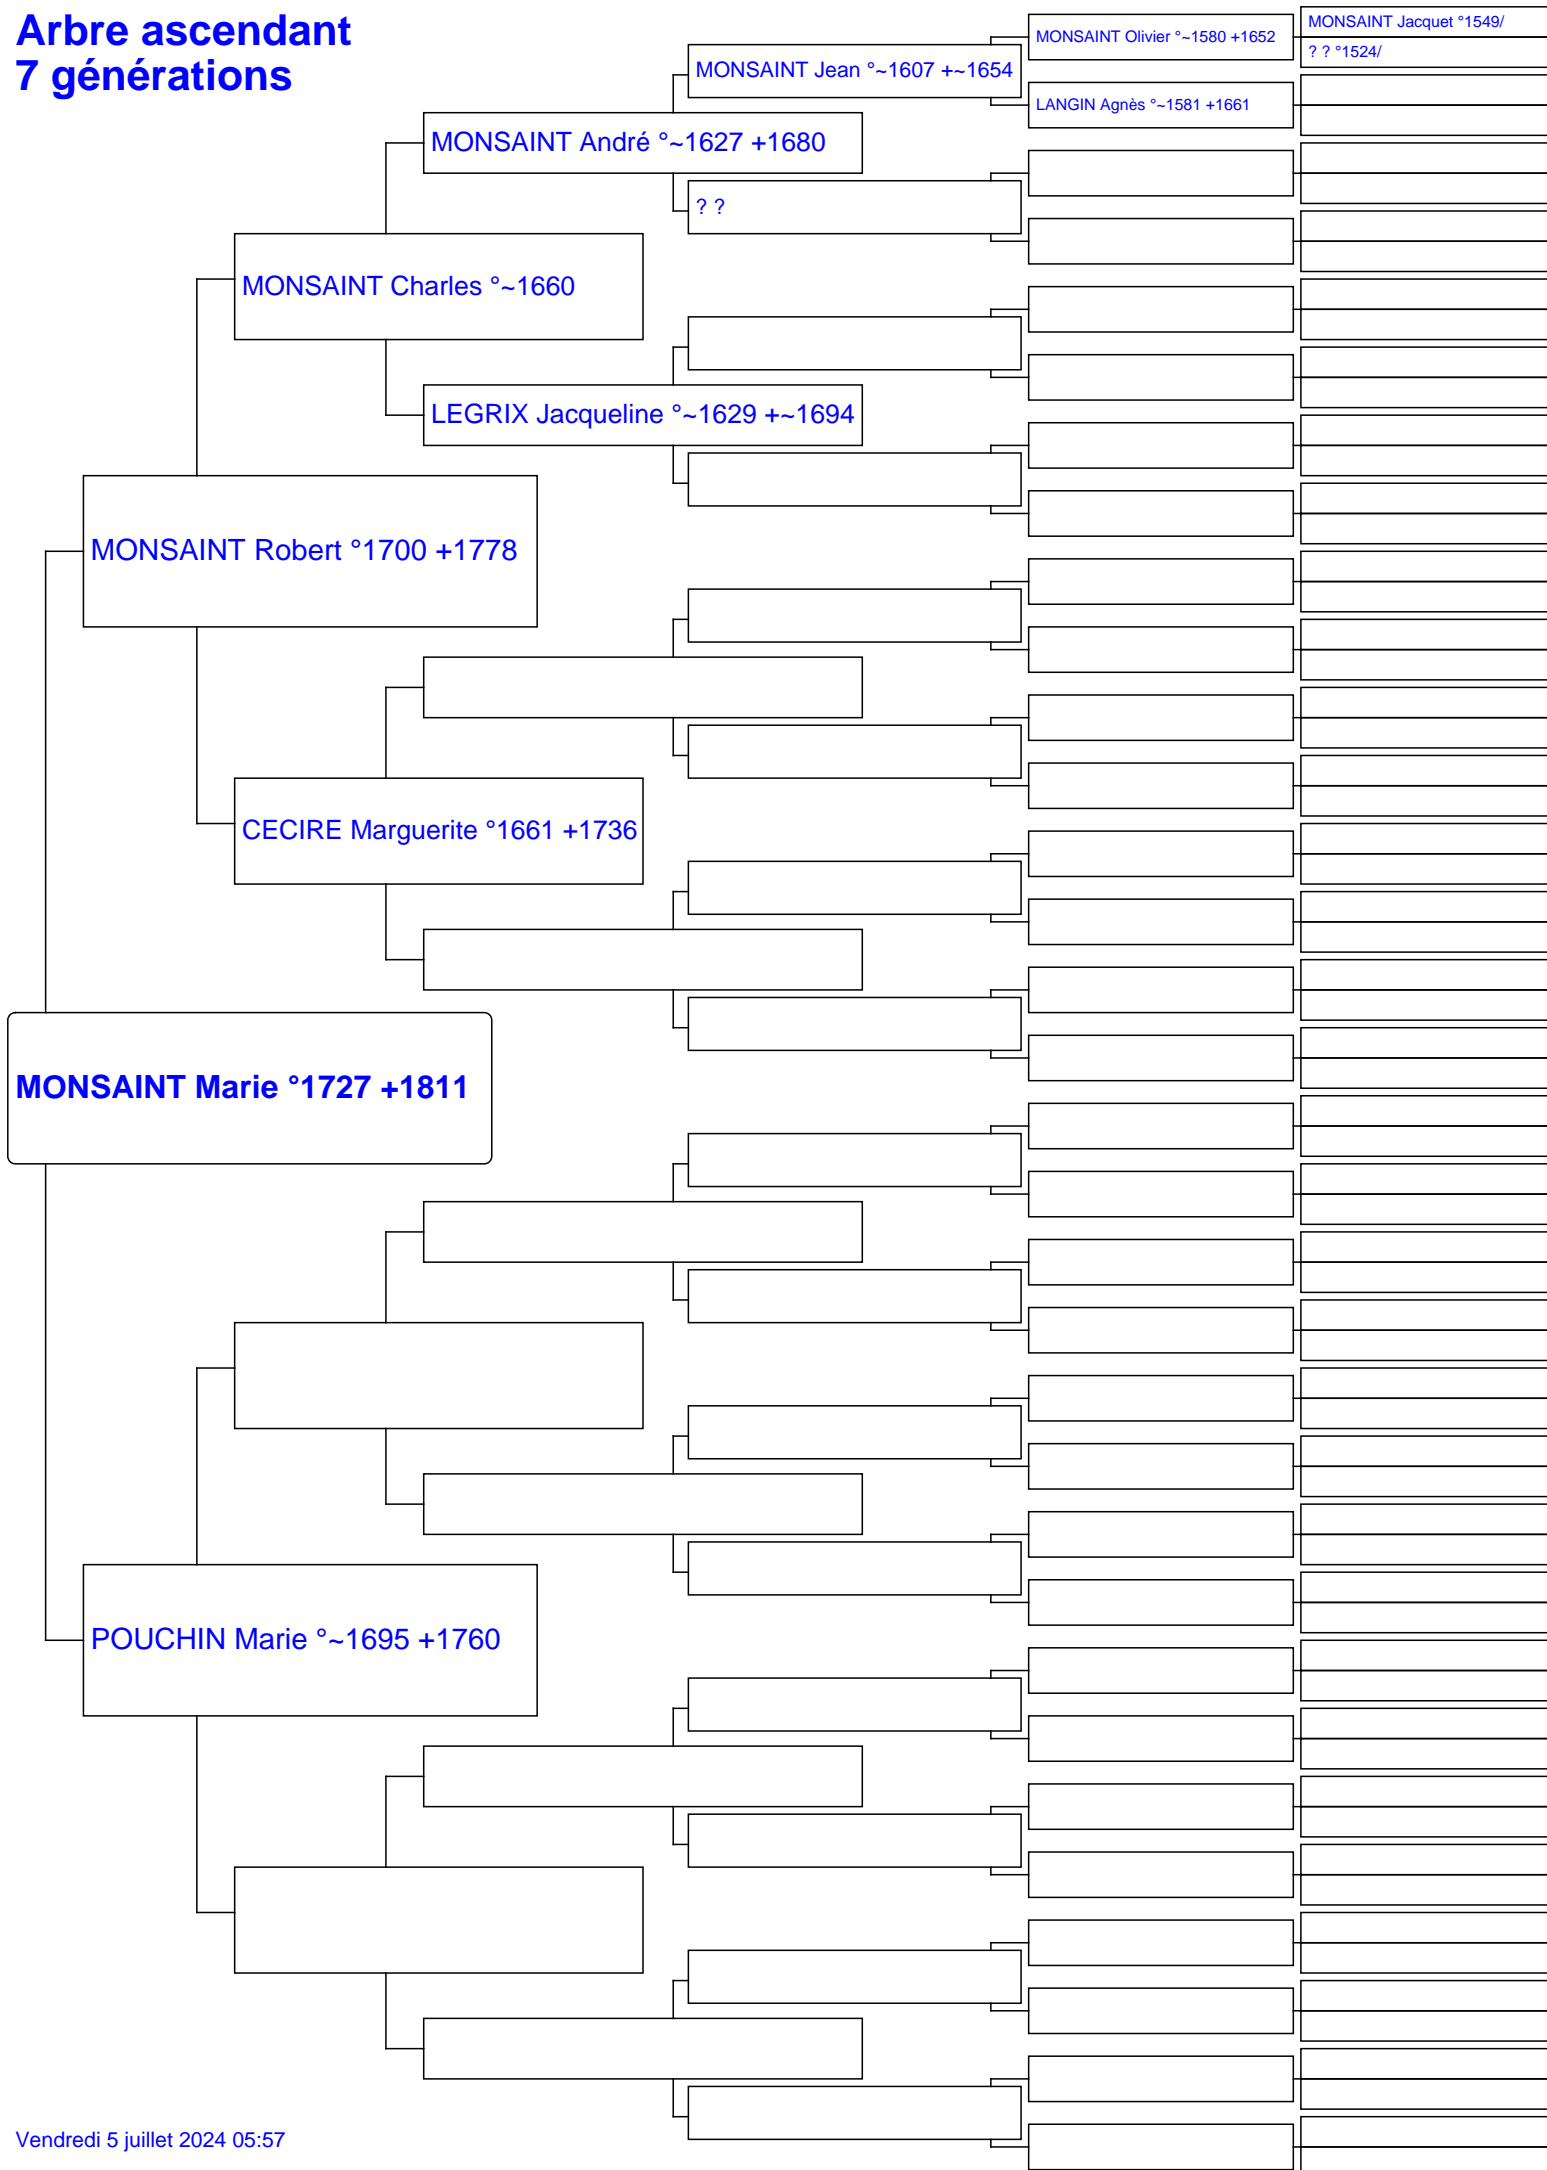 Arbre ascendant
7 générations
MONSAINT Jacquet °1549/
? ? °1524/
MONSAINT Olivier °~1580 +1652
MONSAINT Jean °~1607 +~1654
LANGIN Agnès °~1581 +1661
MONSAINT André °~1627 +1680
? ?
MONSAINT Charles °~1660
LEGRIX Jacqueline °~1629 +~1694
MONSAINT Robert °1700 +1778
CECIRE Marguerite °1661 +1736
MONSAINT Marie °1727 +1811
POUCHIN Marie °~1695 +1760
Vendredi 5 juillet 2024 05:57